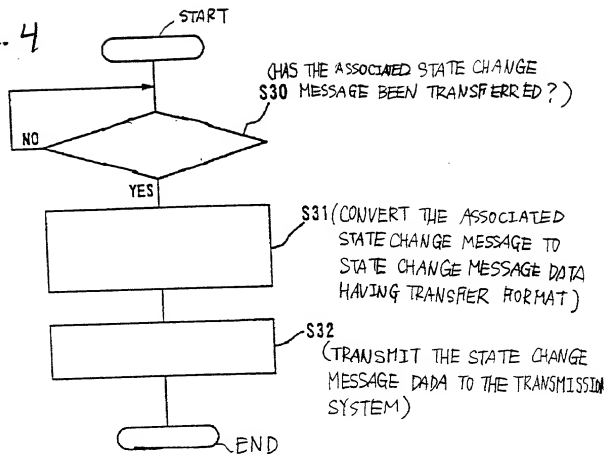 . 4
START
(HAS THE ASSOCIATED STATE CHANGE
S30 MESSAGE BEEN TRANSFERRED?)
NO
YES
S31 (CONVERT THE ASSOCIATED
STATE CHANGE MESSAGE TO
STATE CHANGE MESSAGE DATA
HAVING TRANSFER FORMAT)
S32
(TRANSMIT THE STATE CHANGE
MESSAGE DADA TO THE TRANSMISSION
SYSTEM)
END